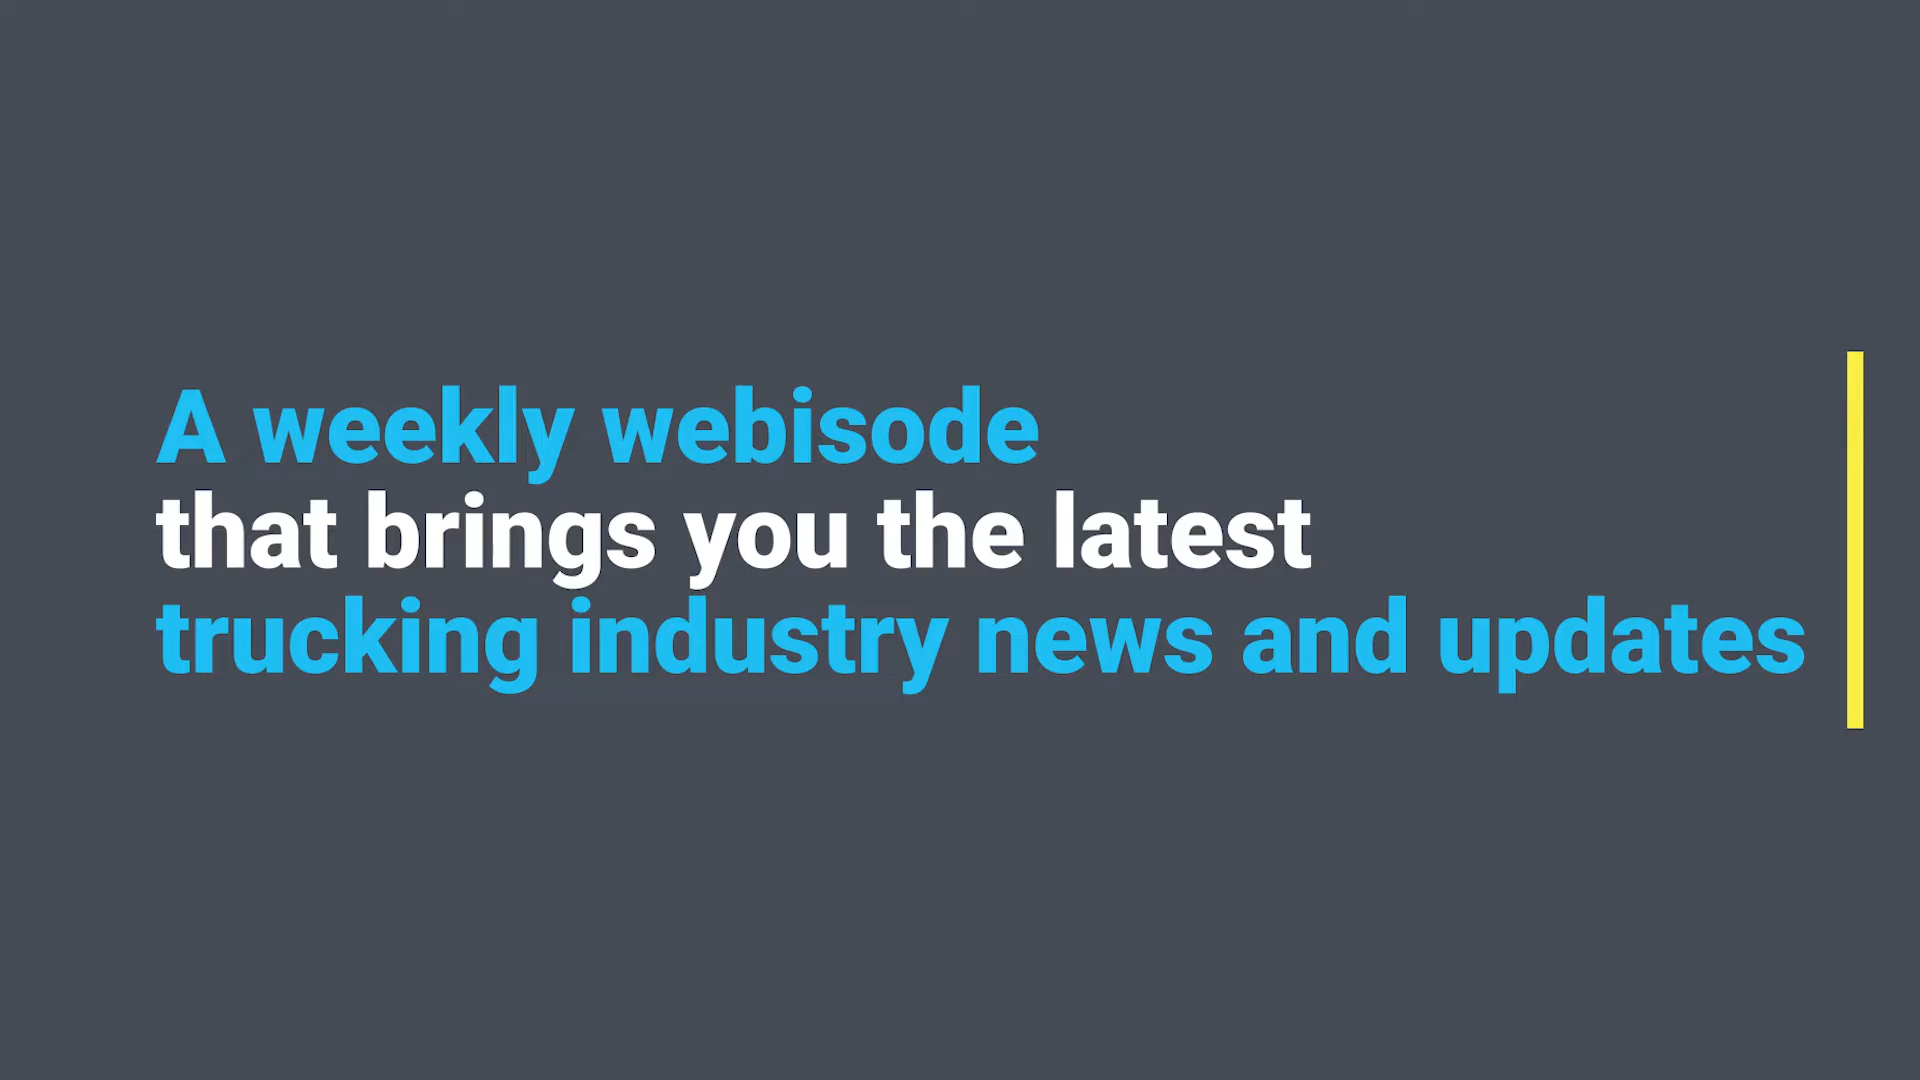 A weekly webisode
that brings you the latest
trucking industry news and updates